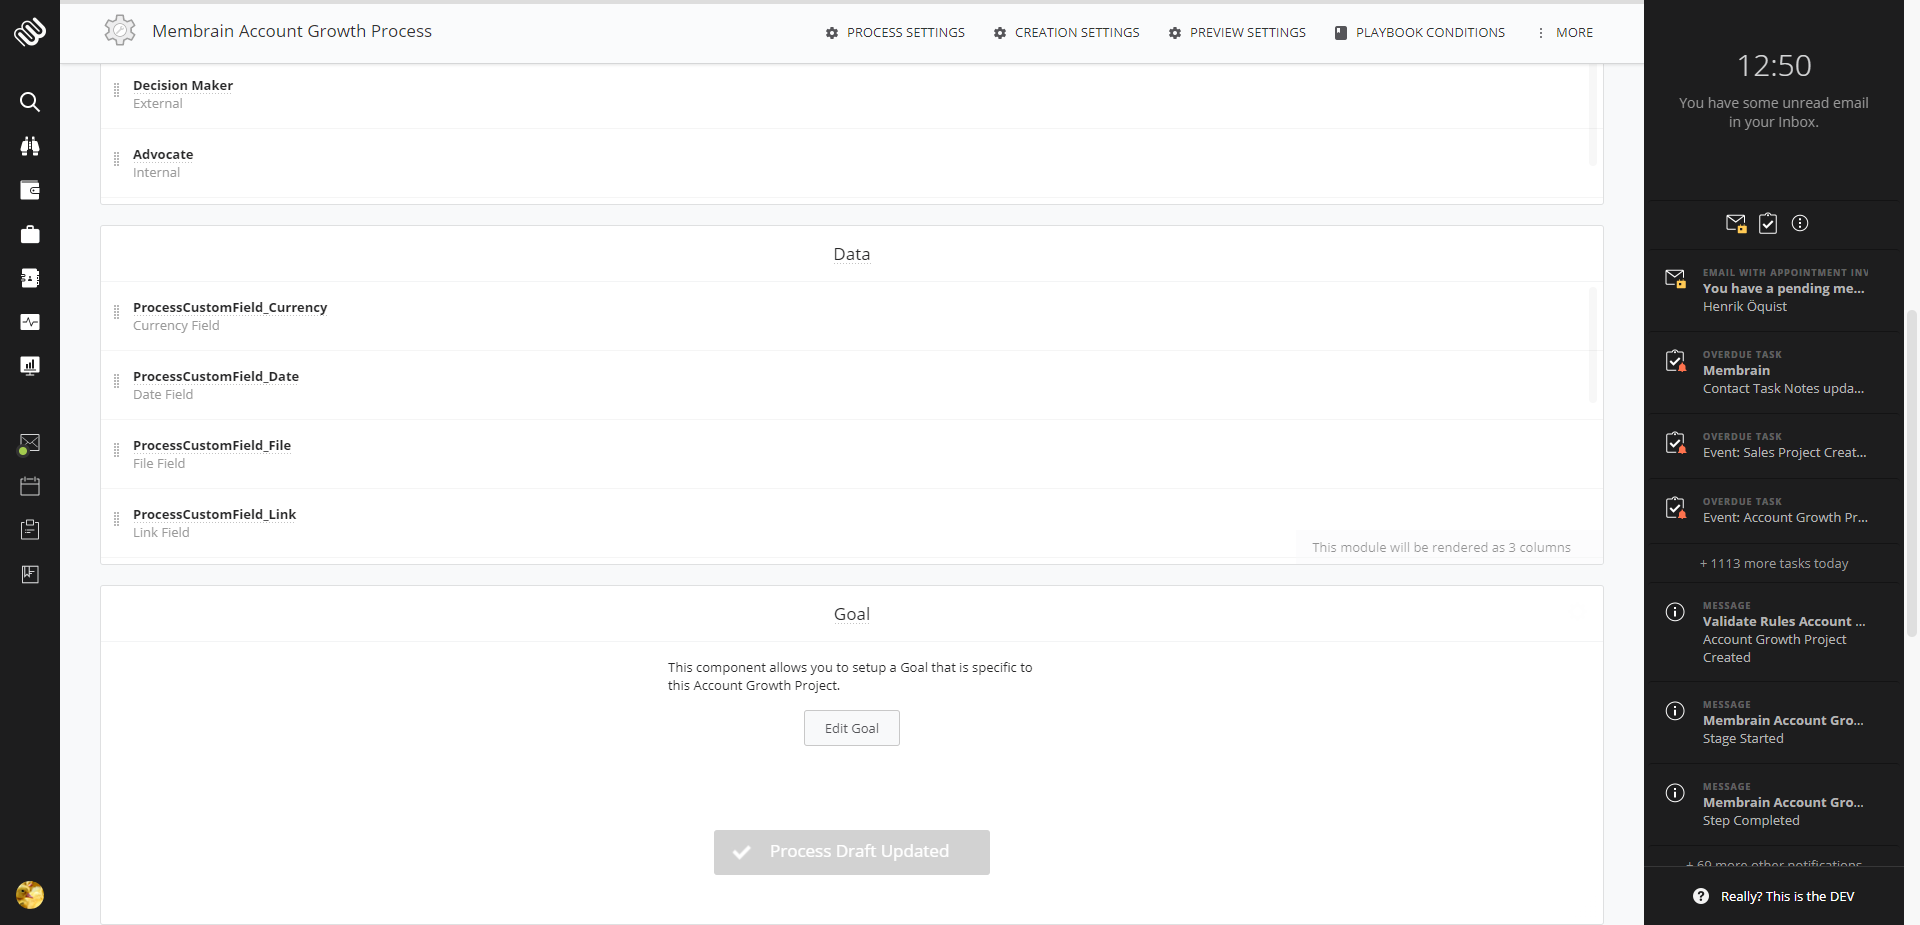 Membrain Account Growth Process
PROCESS SETTINGS
CREATION SETTINGS
PREVIEW SETTINGS
PLAYBOOK CONDITIONS
MORE
Decision Maker
External
Advocate
Internal
Data
ProcessCustomField_Currency
Currency Field
ProcessCustomField_Date
Date Field
ProcessCustomField_File
File Field
ProcessCustomField_Link
Link Field
This module will be rendered as 3 columns
Goal
This component allows you to setup a Goal that is specific to
this Account Growth Project.
Edit Goal
Process Draft Updated
12:50
You have some unread email
in your Inbox.
EMAIL WITH APPOINTMENT INV
You have a pending me...
Henrik Öquist
OVERDUE TASK
Membrain
Contact Task Notes upda...
OVERDUE TASK
Event: Sales Project Creat...
OVERDUE TASK
Event: Account Growth Pr...
+ 1113 more tasks today
MESSAGE
Validate Rules Account ...
Account Growth Project
Created
MESSAGE
Membrain Account Gro...
Stage Started
MESSAGE
Membrain Account Gro...
Step Completed
+ 69 more other notifications
Really? This is the DEV